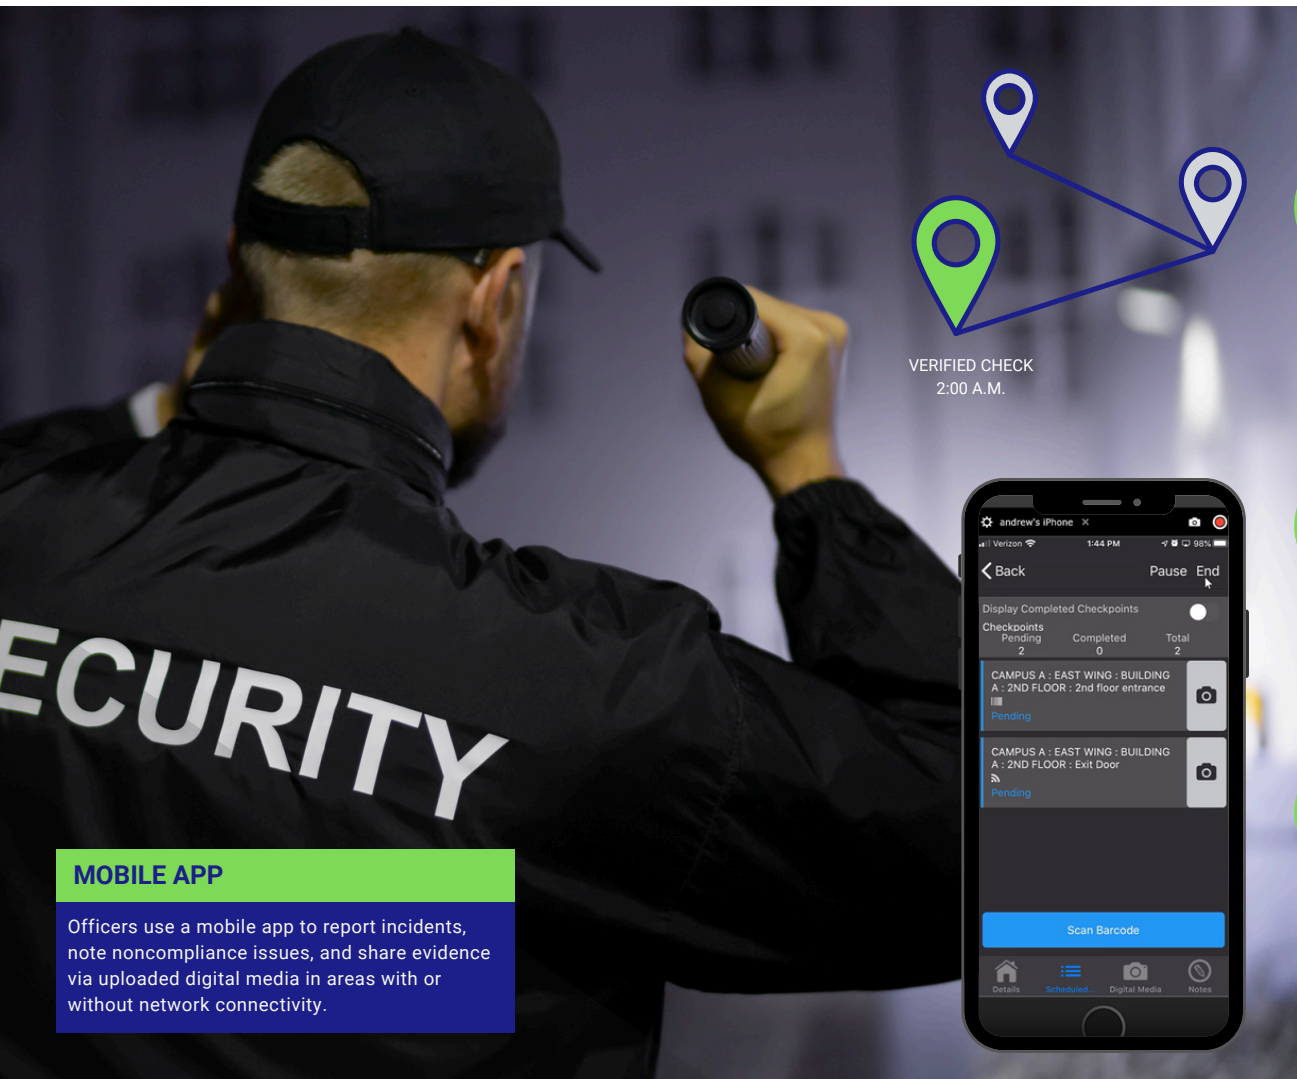 VERIFIED CHECK
2:00 A.M.
ECURITY
MOBILE APP
Officers use a mobile app to report incidents,
note noncompliance issues, and share evidence
via uploaded digital media in areas with or
without network connectivity.
andrew's iPhone ×
Verizon 1:44 PM 98%
Back Pause End
Display Completed Checkpoints
Checkpoints
Pending Completed Total
2 0 2
CAMPUS A : EAST WING : BUILDING
A : 2ND FLOOR : 2nd floor entrance
Pending
CAMPUS A : EAST WING : BUILDING
A : 2ND FLOOR : Exit Door
Pending
Scan Barcode
Details Scheduled... Digital Media Notes